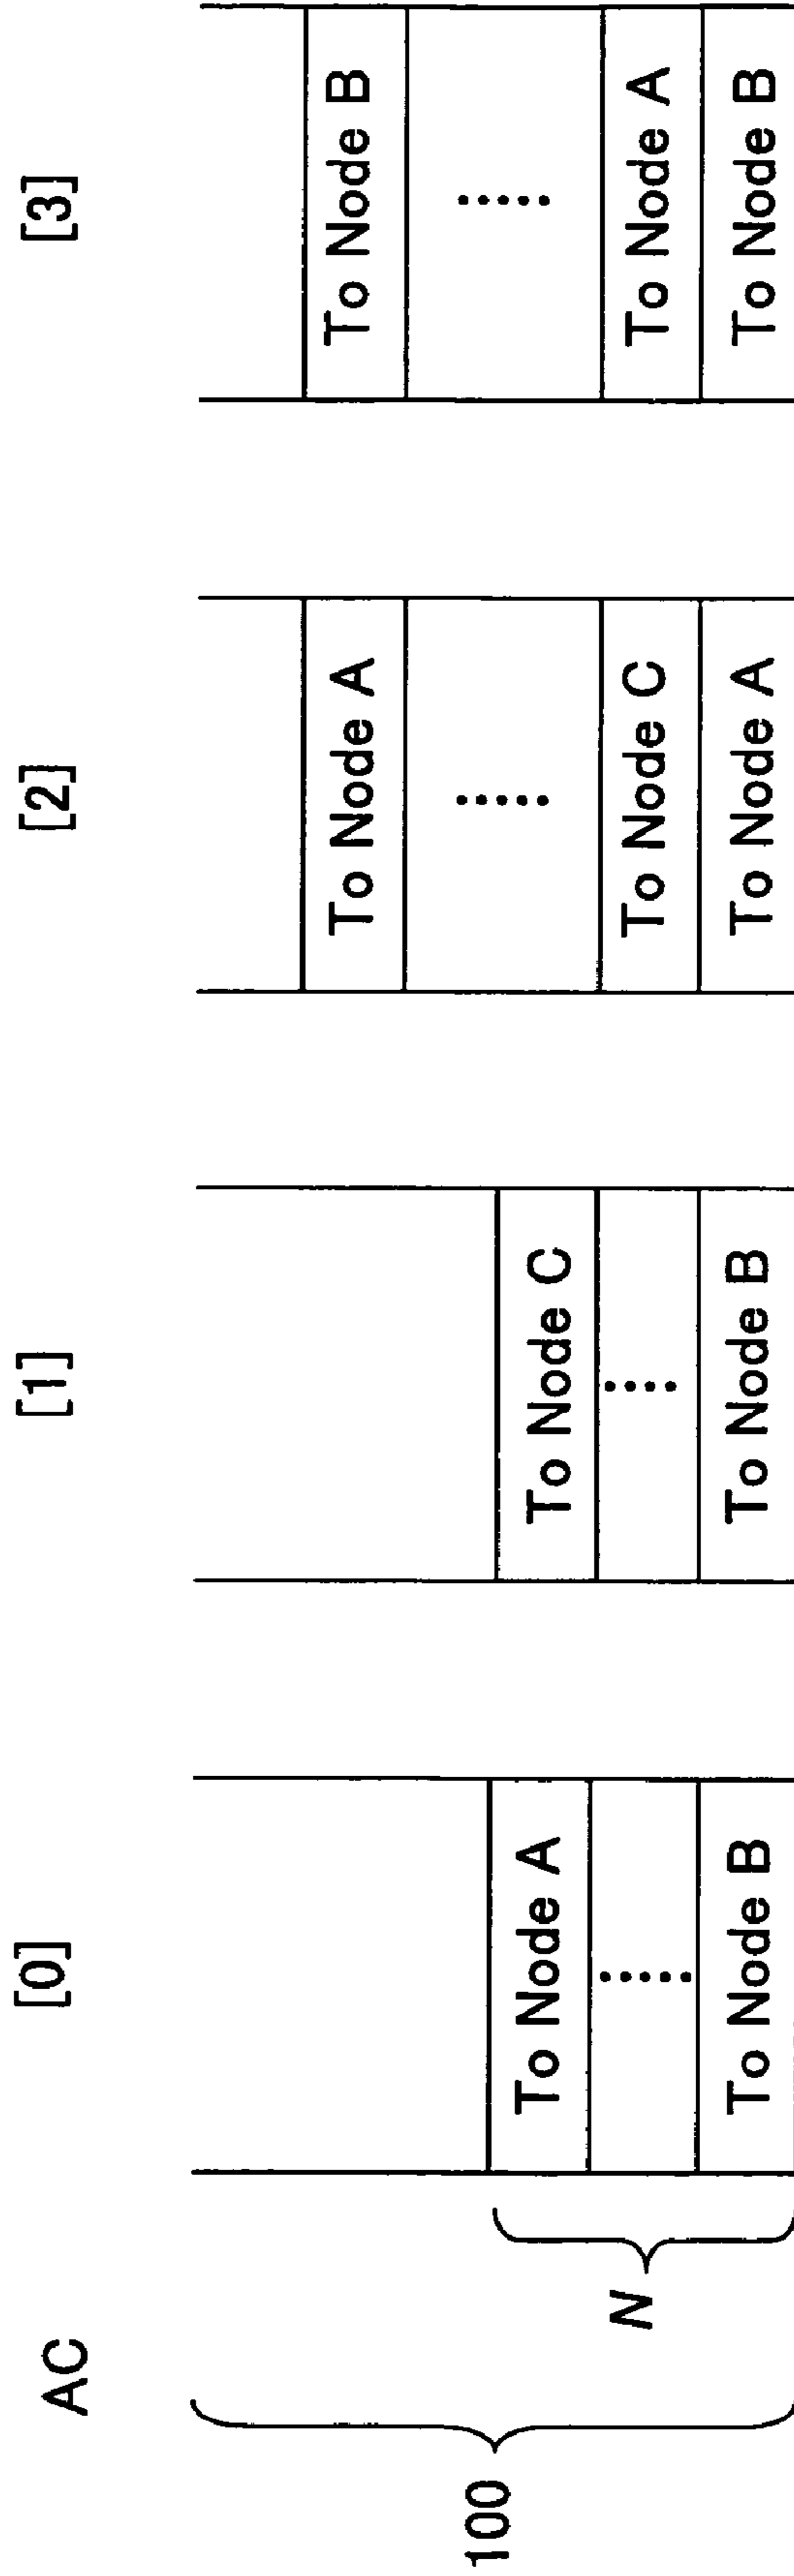 AC [0] [1] [2] [3]
To Node A To Node B
100
To Node A To Node C
N
To Node C To Node A
To Node B To Node B To Node A To Node B